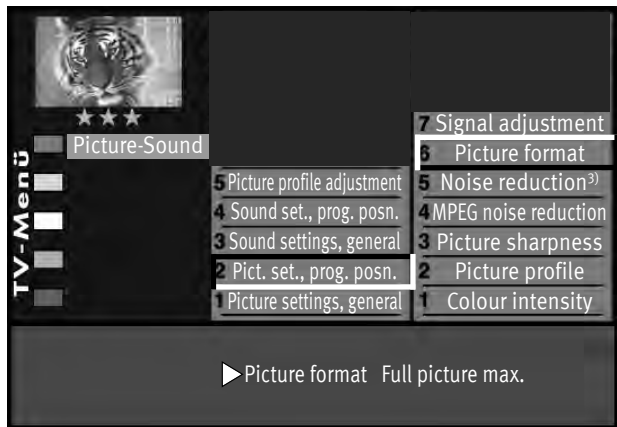 TV-Menü
Picture-Sound
5 Picture profile adjustment
4 Sound set., prog. posn.
3 Sound settings, general
2 Pict. set., prog. posn.
1 Picture settings, general
7 Signal adjustment
6 Picture format
5 Noise reduction³⁾
4 MPEG noise reduction
3 Picture sharpness
2 Picture profile
1 Colour intensity
Picture format Full picture max.